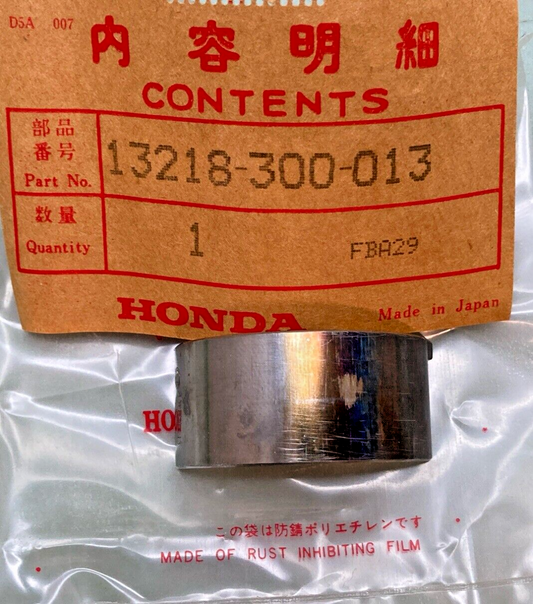 D5A 007
内容明細
CONTENTS
部品
番号
Part No.
13218-300-013
数量
Quantity
1
FBA29
HONDA
Made in Japan
HO
この袋は防錆ポリエチレンです
MADE OF RUST INHIBITING FILM